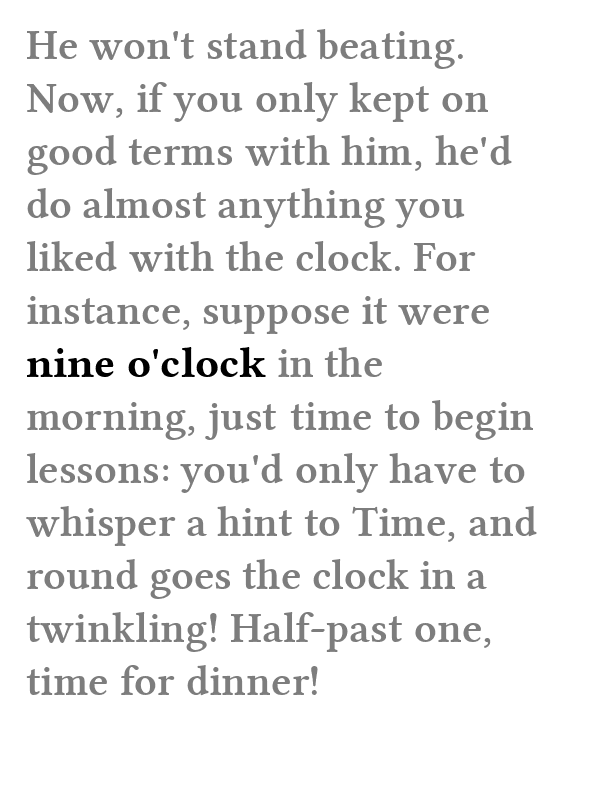 He won't stand beating.
Now, if you only kept on
good terms with him, he'd
do almost anything you
liked with the clock. For
instance, suppose it were
nine o'clock in the
morning, just time to begin
lessons: you'd only have to
whisper a hint to Time, and
round goes the clock in a
twinkling! Half-past one,
time for dinner!